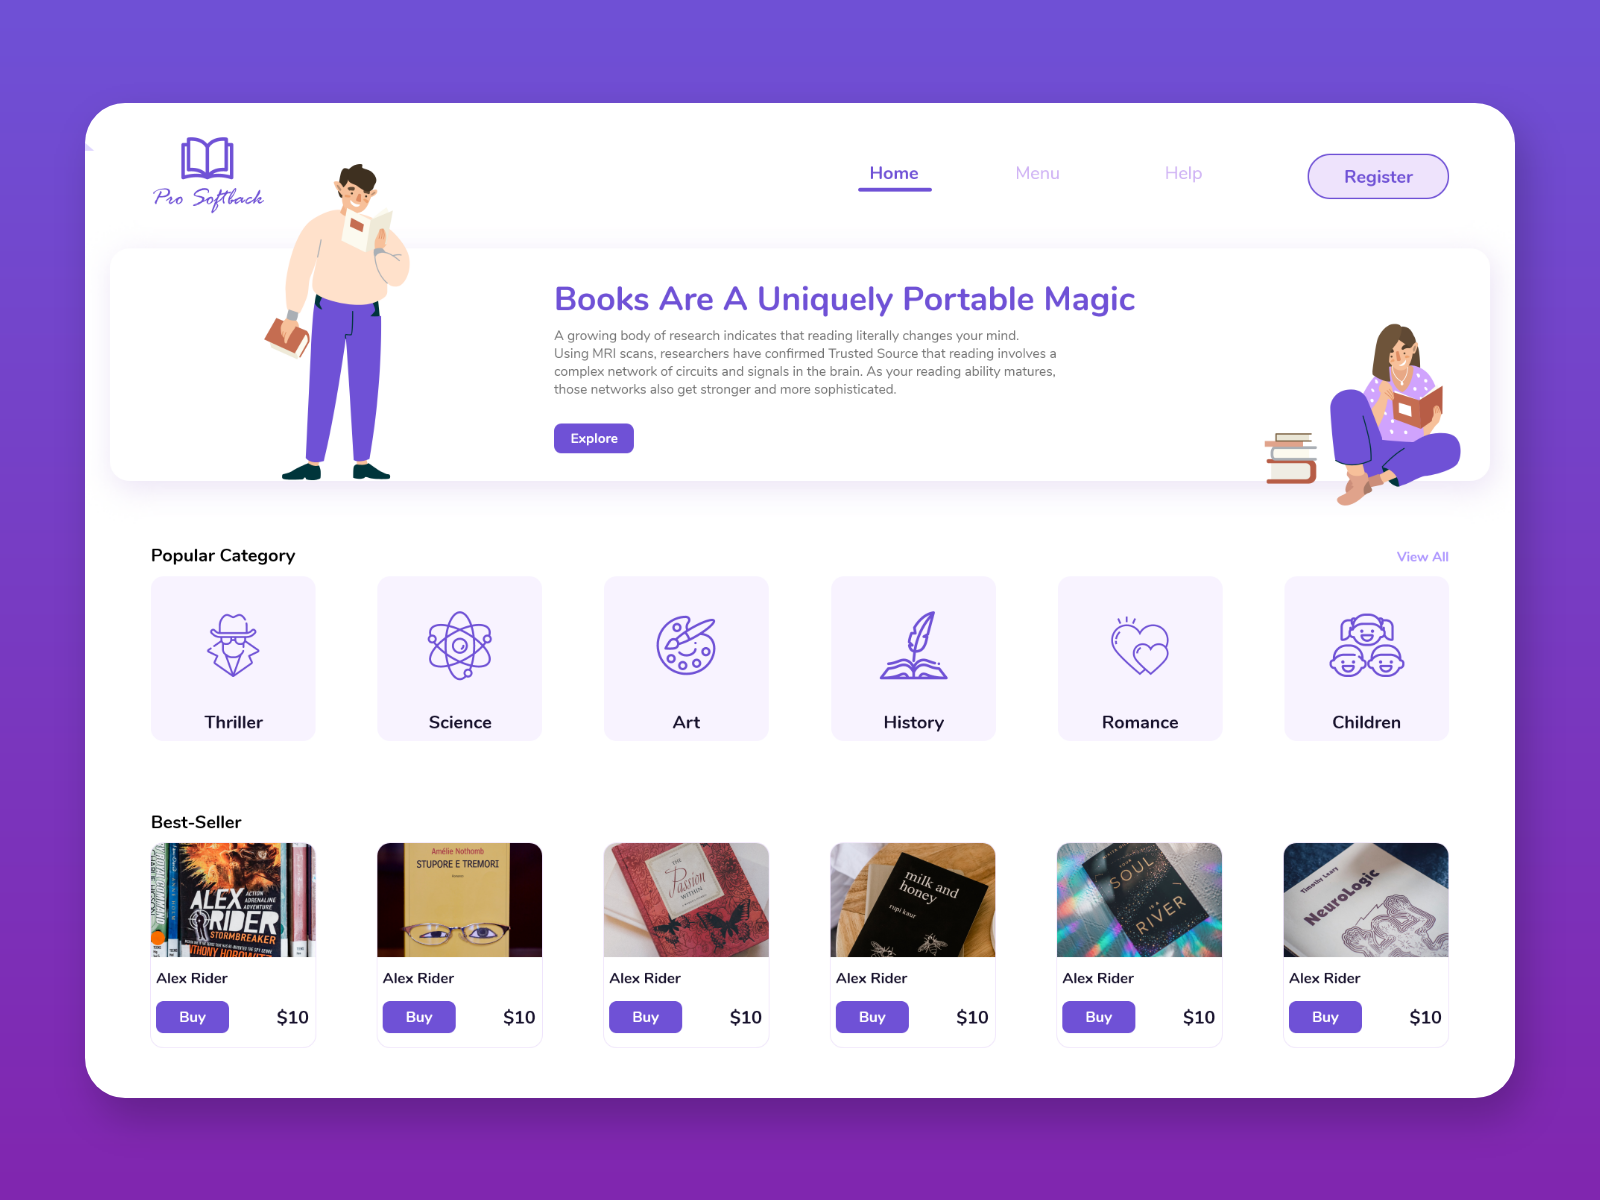 Pro Softback
Home
Menu
Help
Register
Books Are A Uniquely Portable Magic
A growing body of research indicates that reading literally changes your mind.
Using MRI scans, researchers have confirmed Trusted Source that reading involves a
complex network of circuits and signals in the brain. As your reading ability matures,
those networks also get stronger and more sophisticated.
Explore
Popular Category
View All
Thriller
Science
Art
History
Romance
Children
Best-Seller
ALEX
RIDER
ACTION
ADRENALINE
ADVENTURE
STORMBREAKER
Amélie Nothomb
STUPORE E TREMORI
THE
Passion
WITHIN
milk and
honey
rupi kaur
SOUL
RIVER
Timothy Leary
NeuroLogic
Alex Rider
Buy
$10
Alex Rider
Buy
$10
Alex Rider
Buy
$10
Alex Rider
Buy
$10
Alex Rider
Buy
$10
Alex Rider
Buy
$10